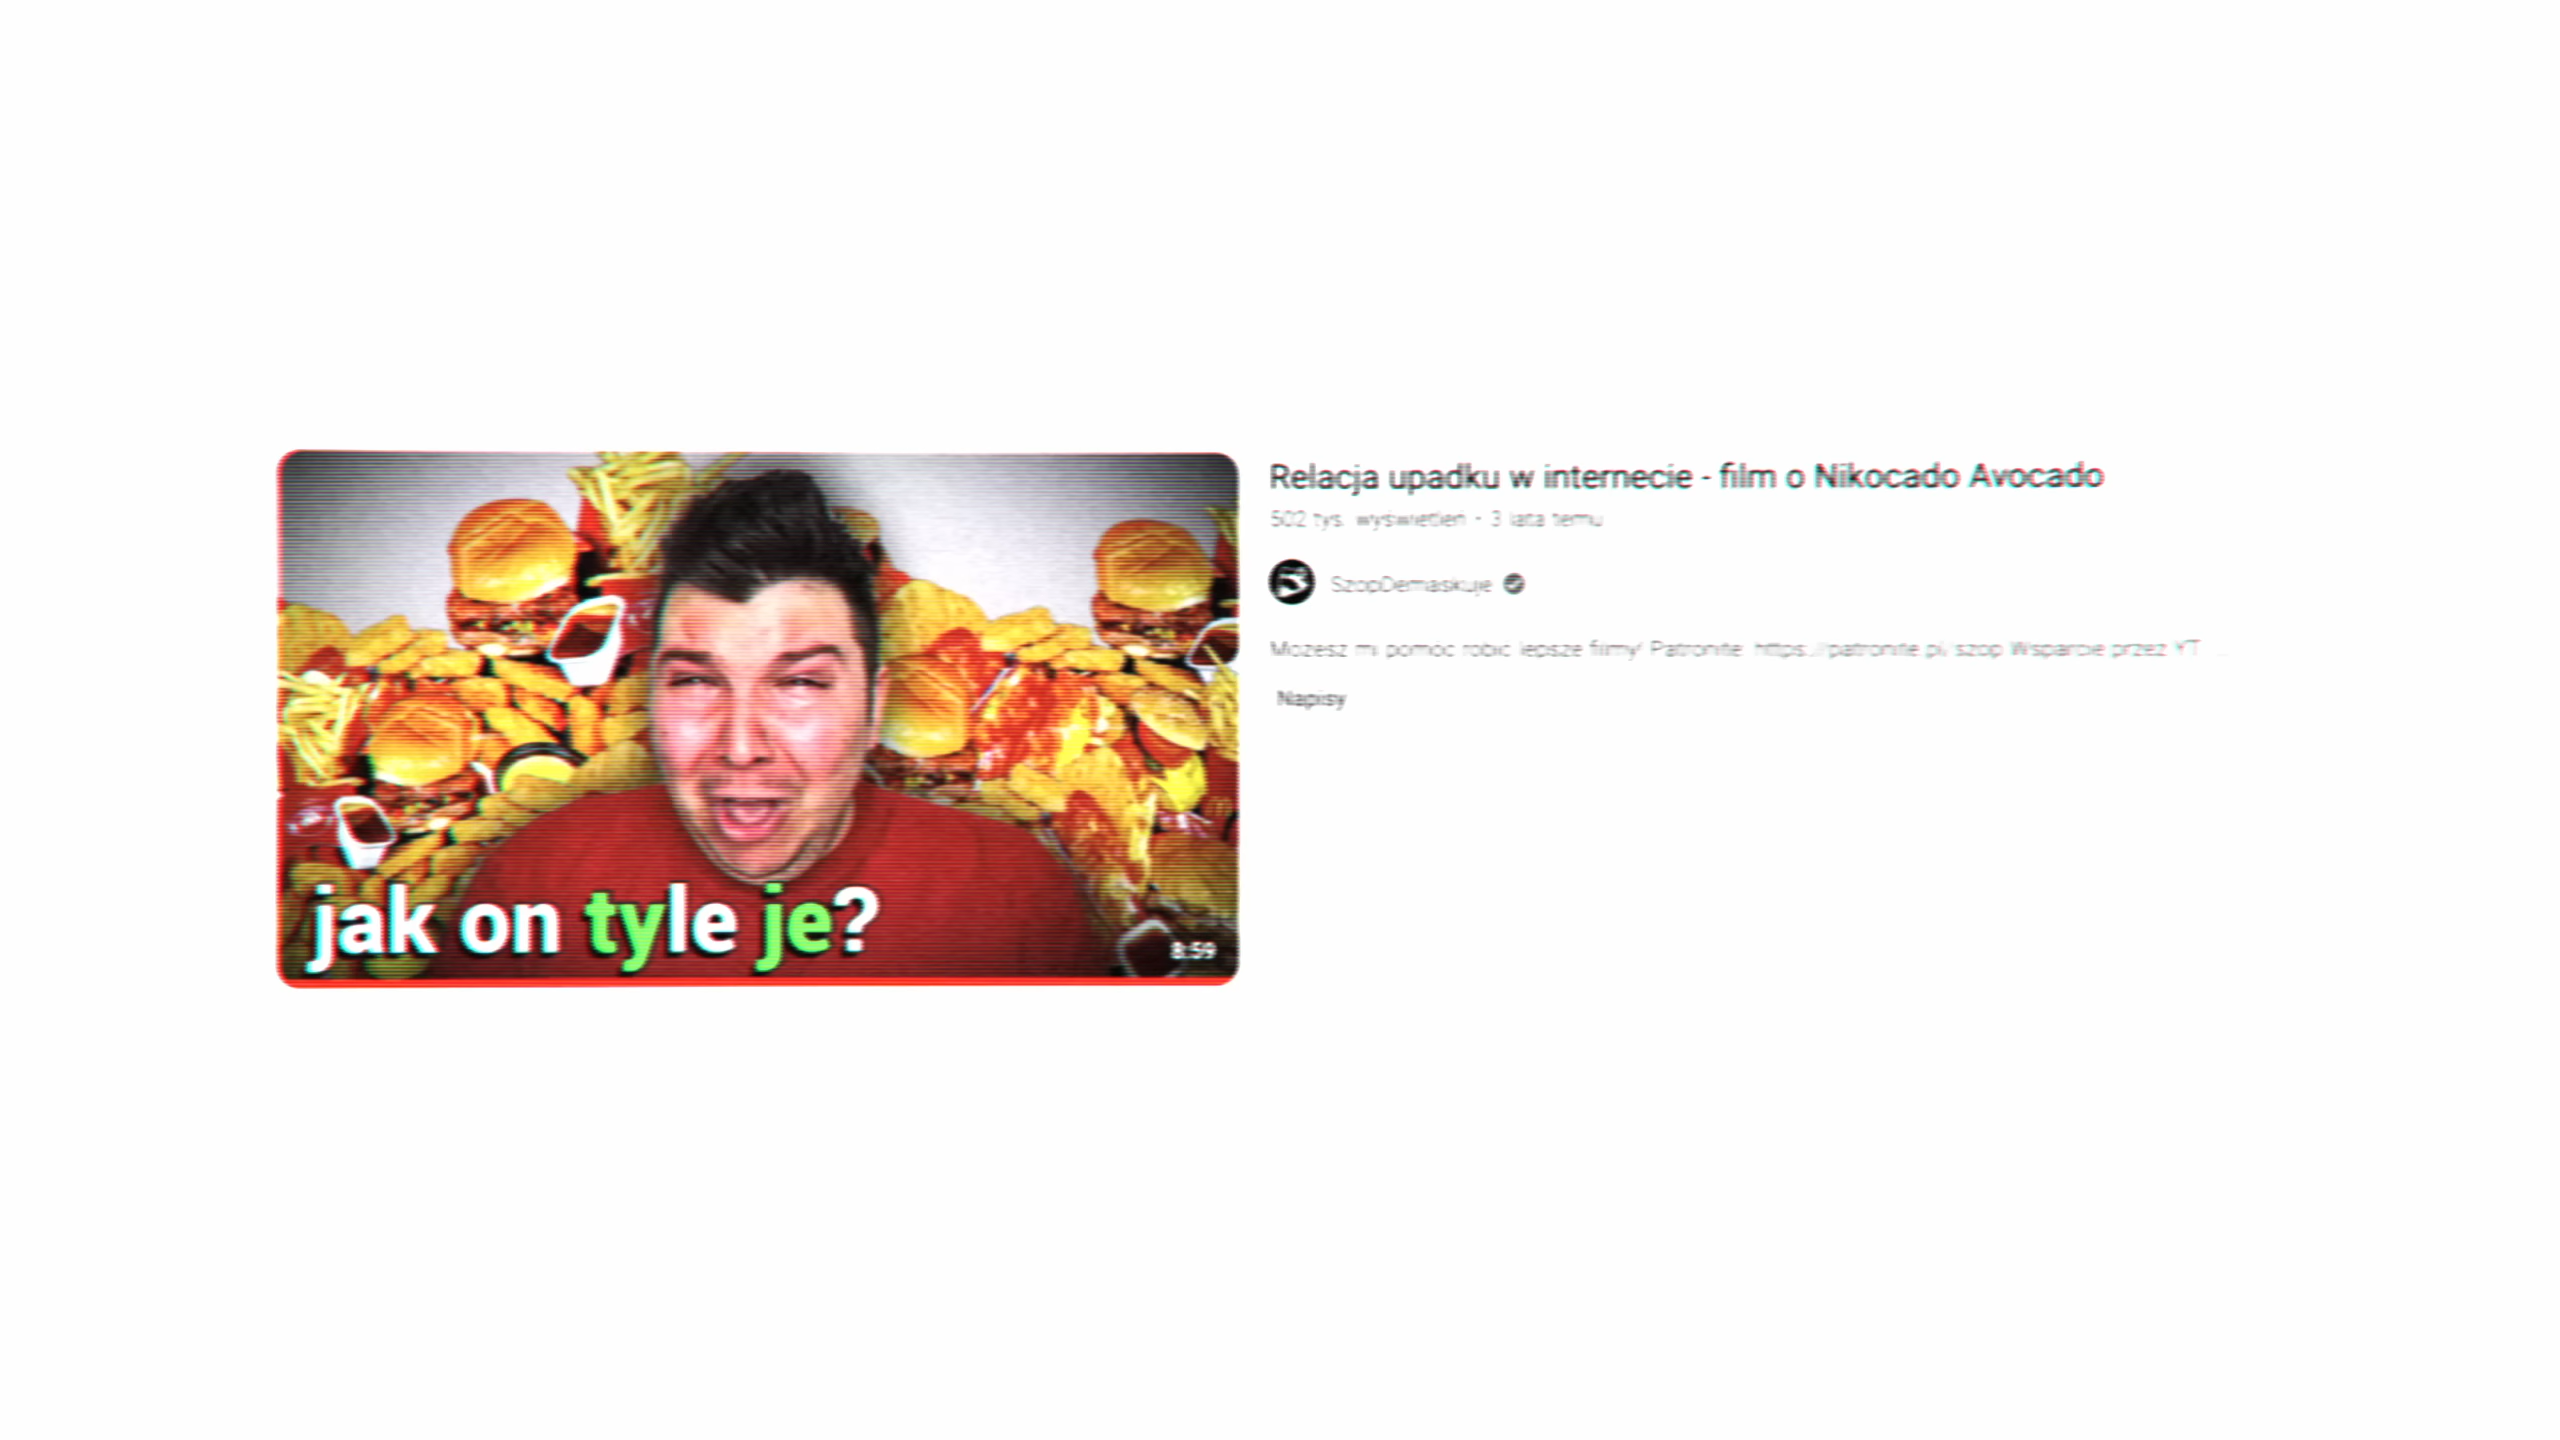 jak on tyle je?
8:59
Relacja upadku w internecie - film o Nikocado Avocado
502 tys. wyświetleń • 3 lata temu
SzopDemaskuje
Możesz mi pomóc robić lepsze filmy! Patronite: https://patronite.pl/szop Wsparcie przez YT ...
Napisy